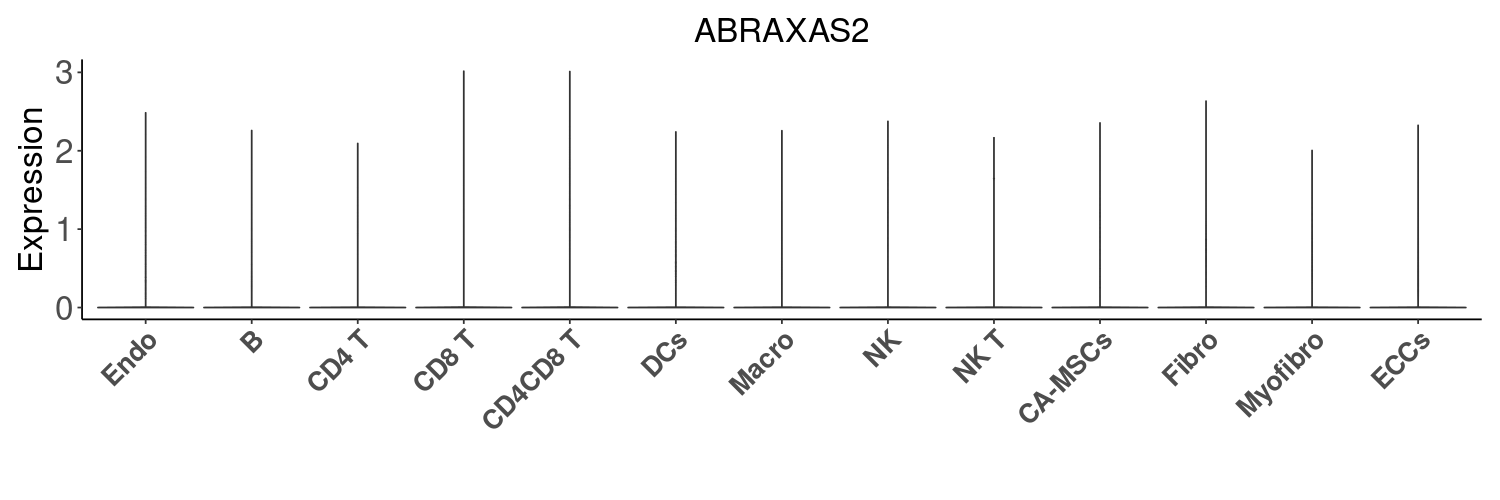 ABRAXAS2
Expression
3
2
1
0
Endo
B
CD4 T
CD8 T
CD4CD8 T
DCs
Macro
NK
NK T
CA-MSCs
Fibro
Myofibro
ECCs